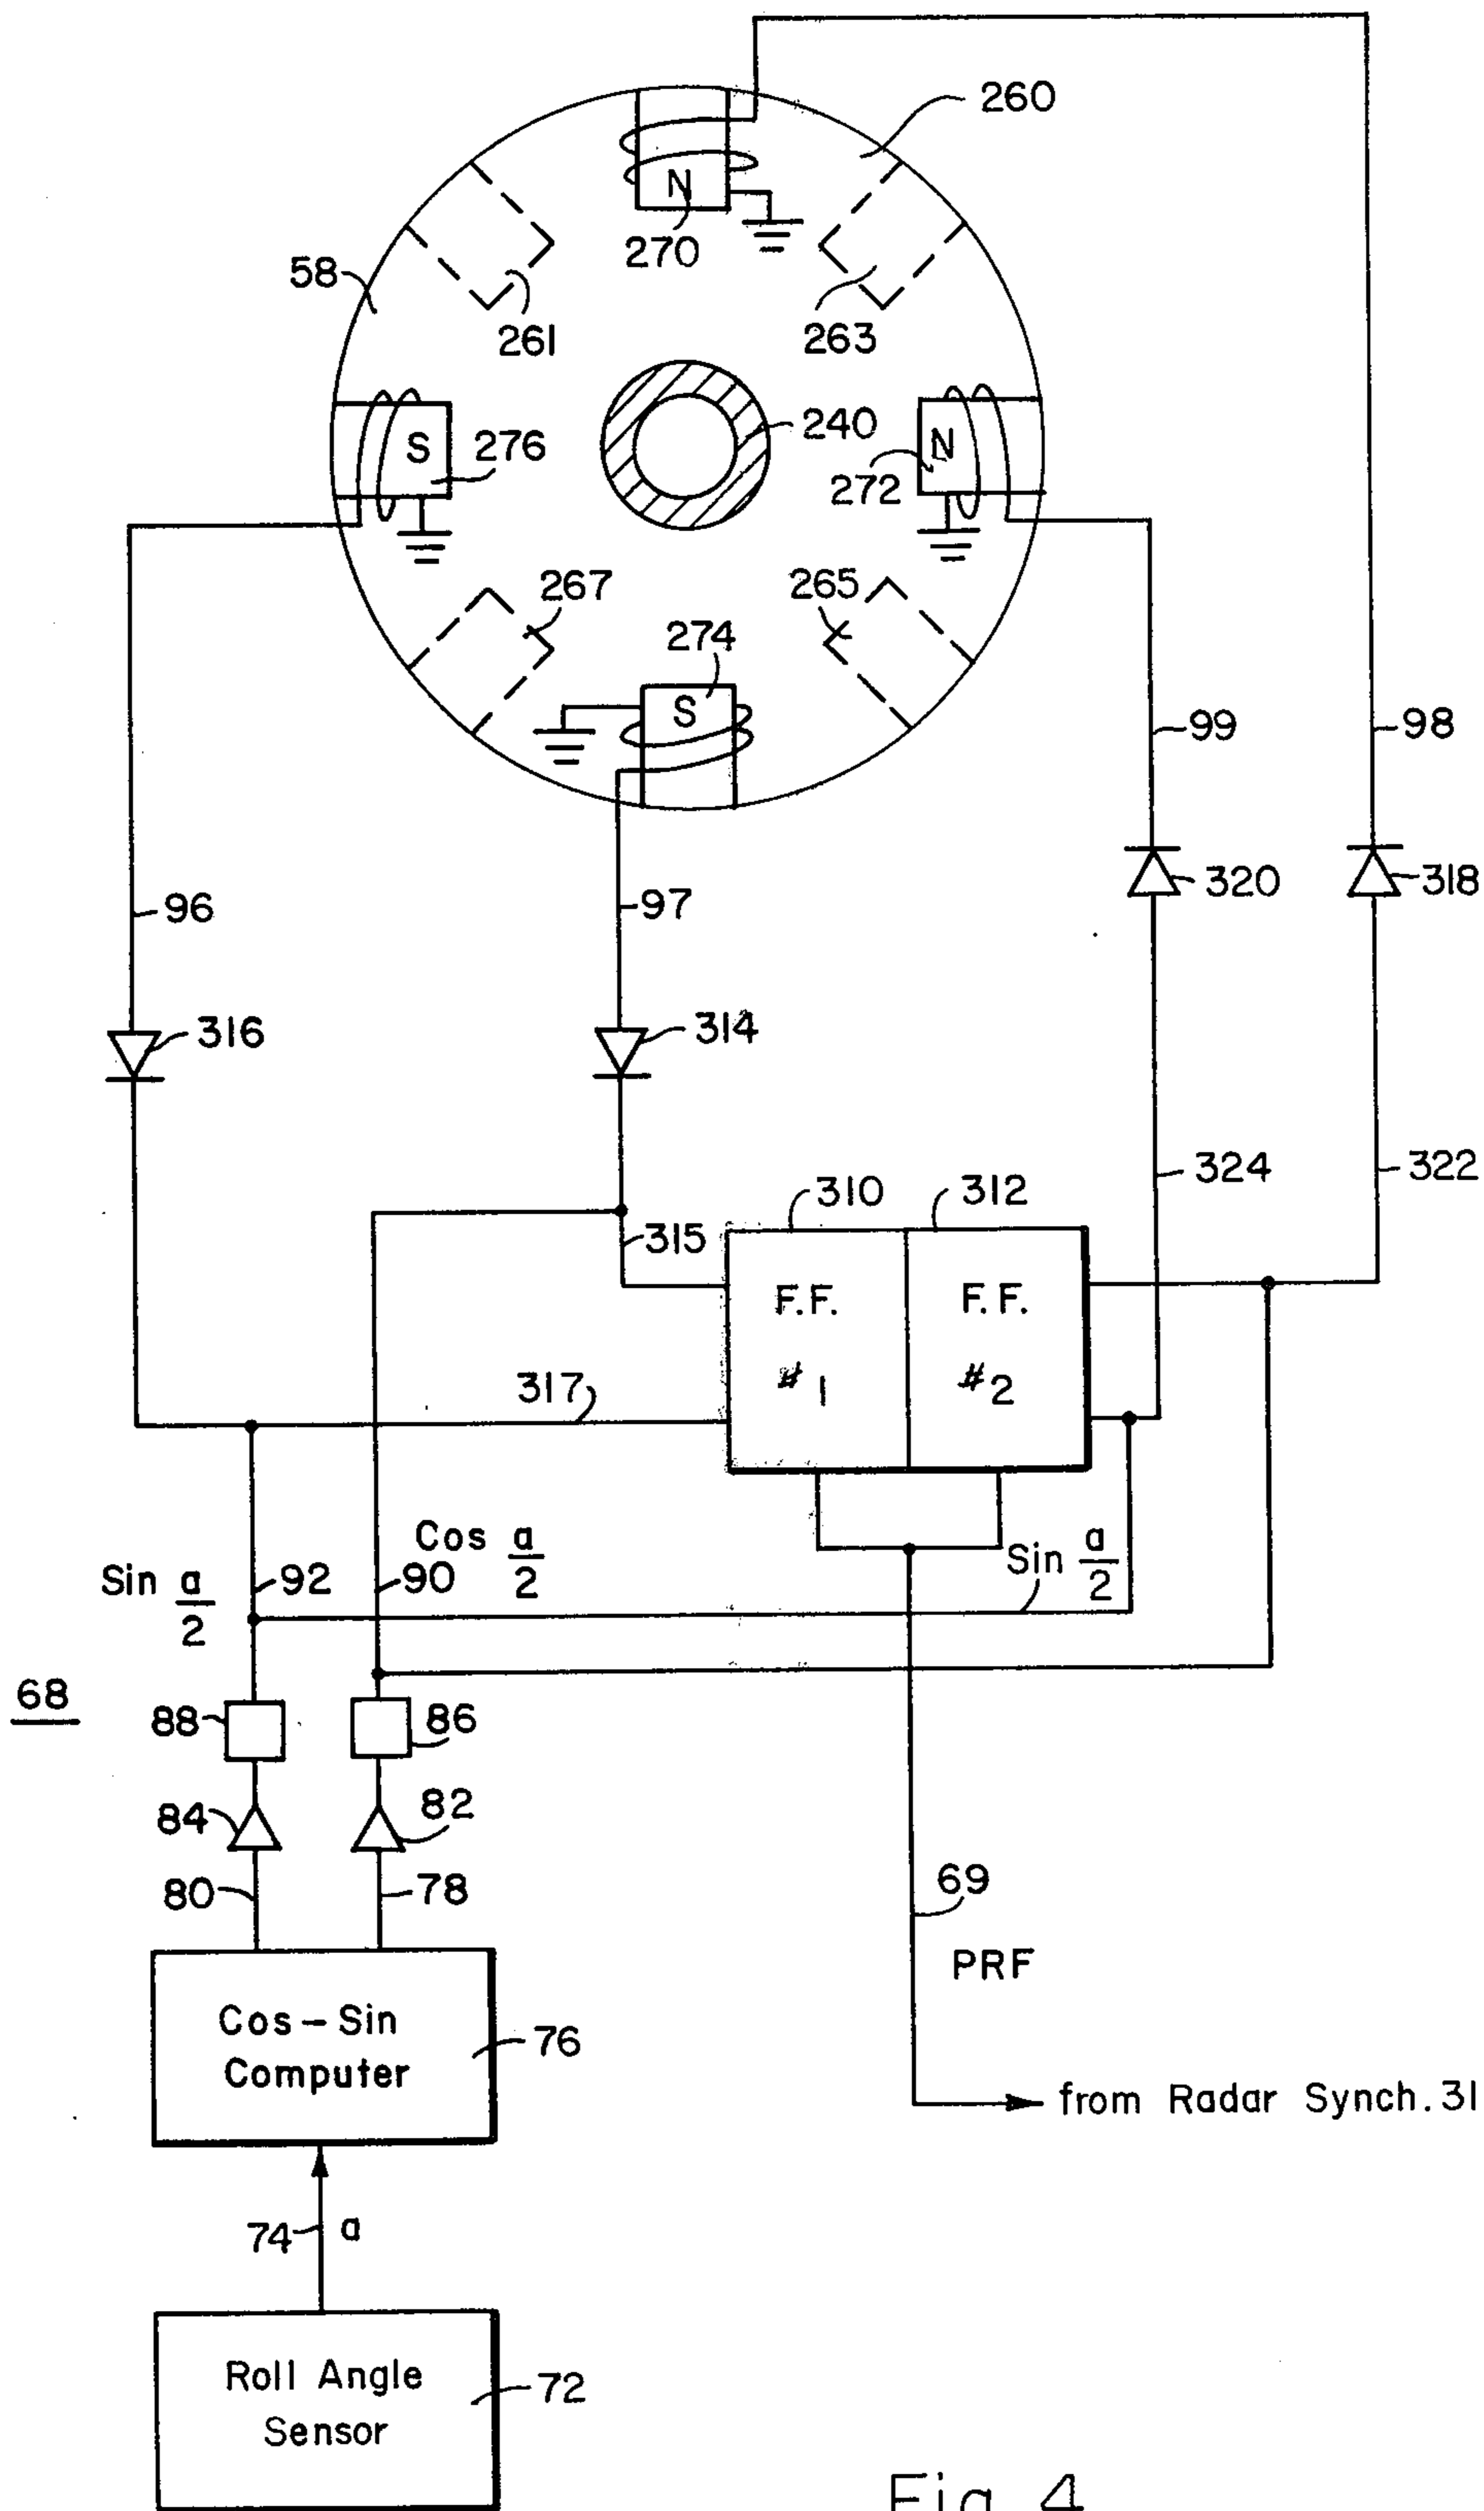 260
N
270
58
261
263
S
276
240
N
272
267
265
274
S
99
98
96
97
320
318
316
314
324
322
310
312
315
F.F.
#1
F.F.
#2
317
Cos a/2
Sin a/2
Sin a/2
92
90
68
88
86
84
82
80
78
69
PRF
Cos-Sin
Computer
76
from Radar Synch. 31
74
a
Roll Angle
Sensor
72
Fig 4